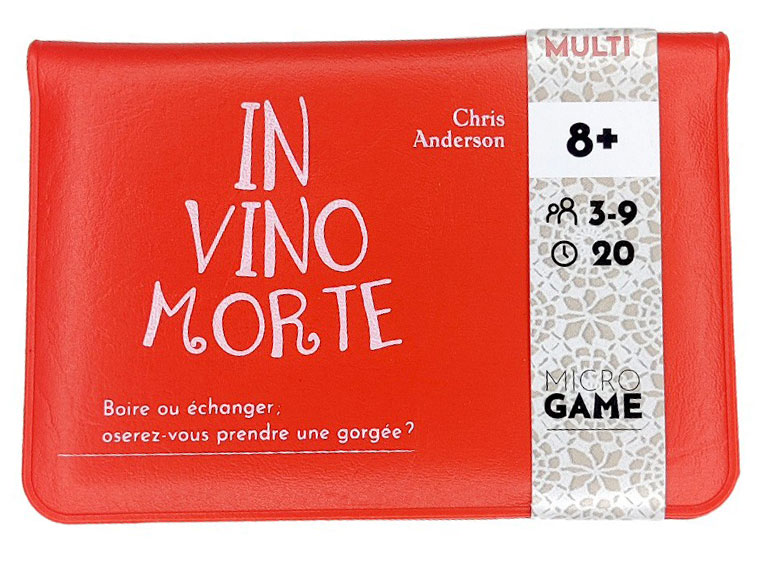 IN
VINO
MORTE
Chris
Anderson
Boire ou échanger,
oserez-vous prendre une gorgée ?
MULTI
8+
3-9
20
MICRO
GAME